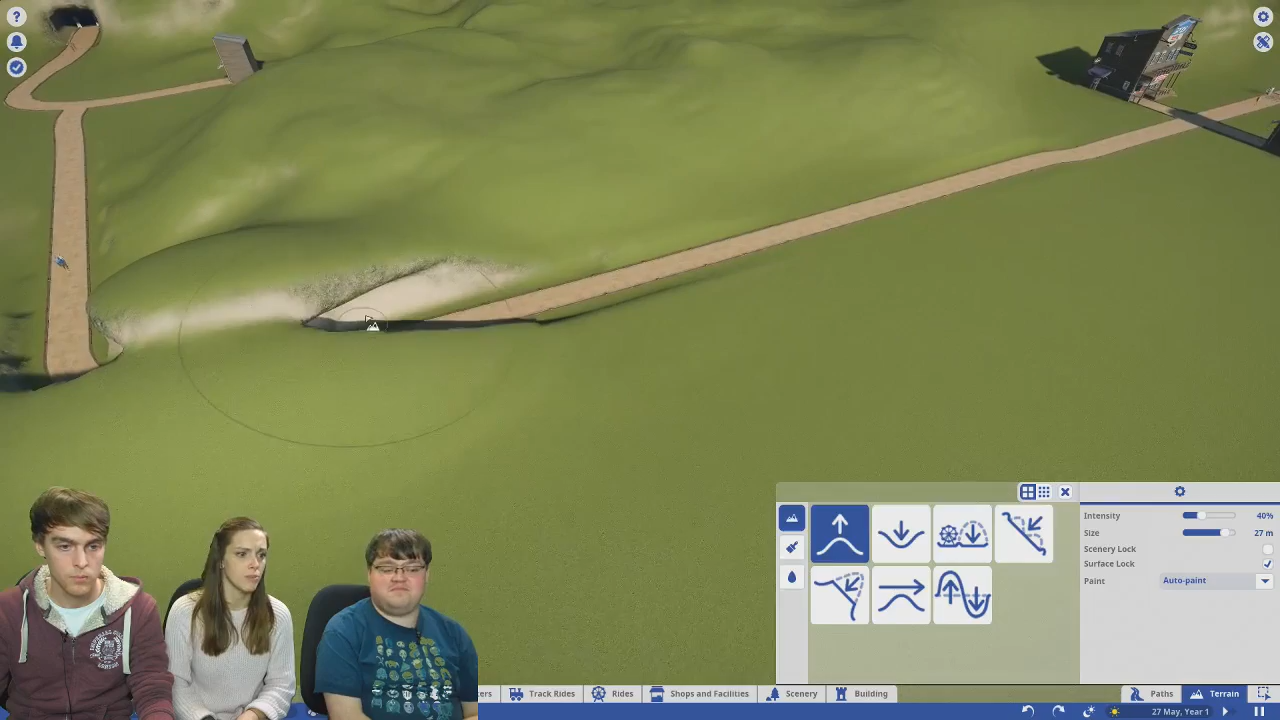 Intensity 40%
Size 27 m
Scenery Lock
Surface Lock
Paint Auto-paint
Track Rides Rides Shops and Facilities Scenery Building Paths Terrain
27 May, Year 1